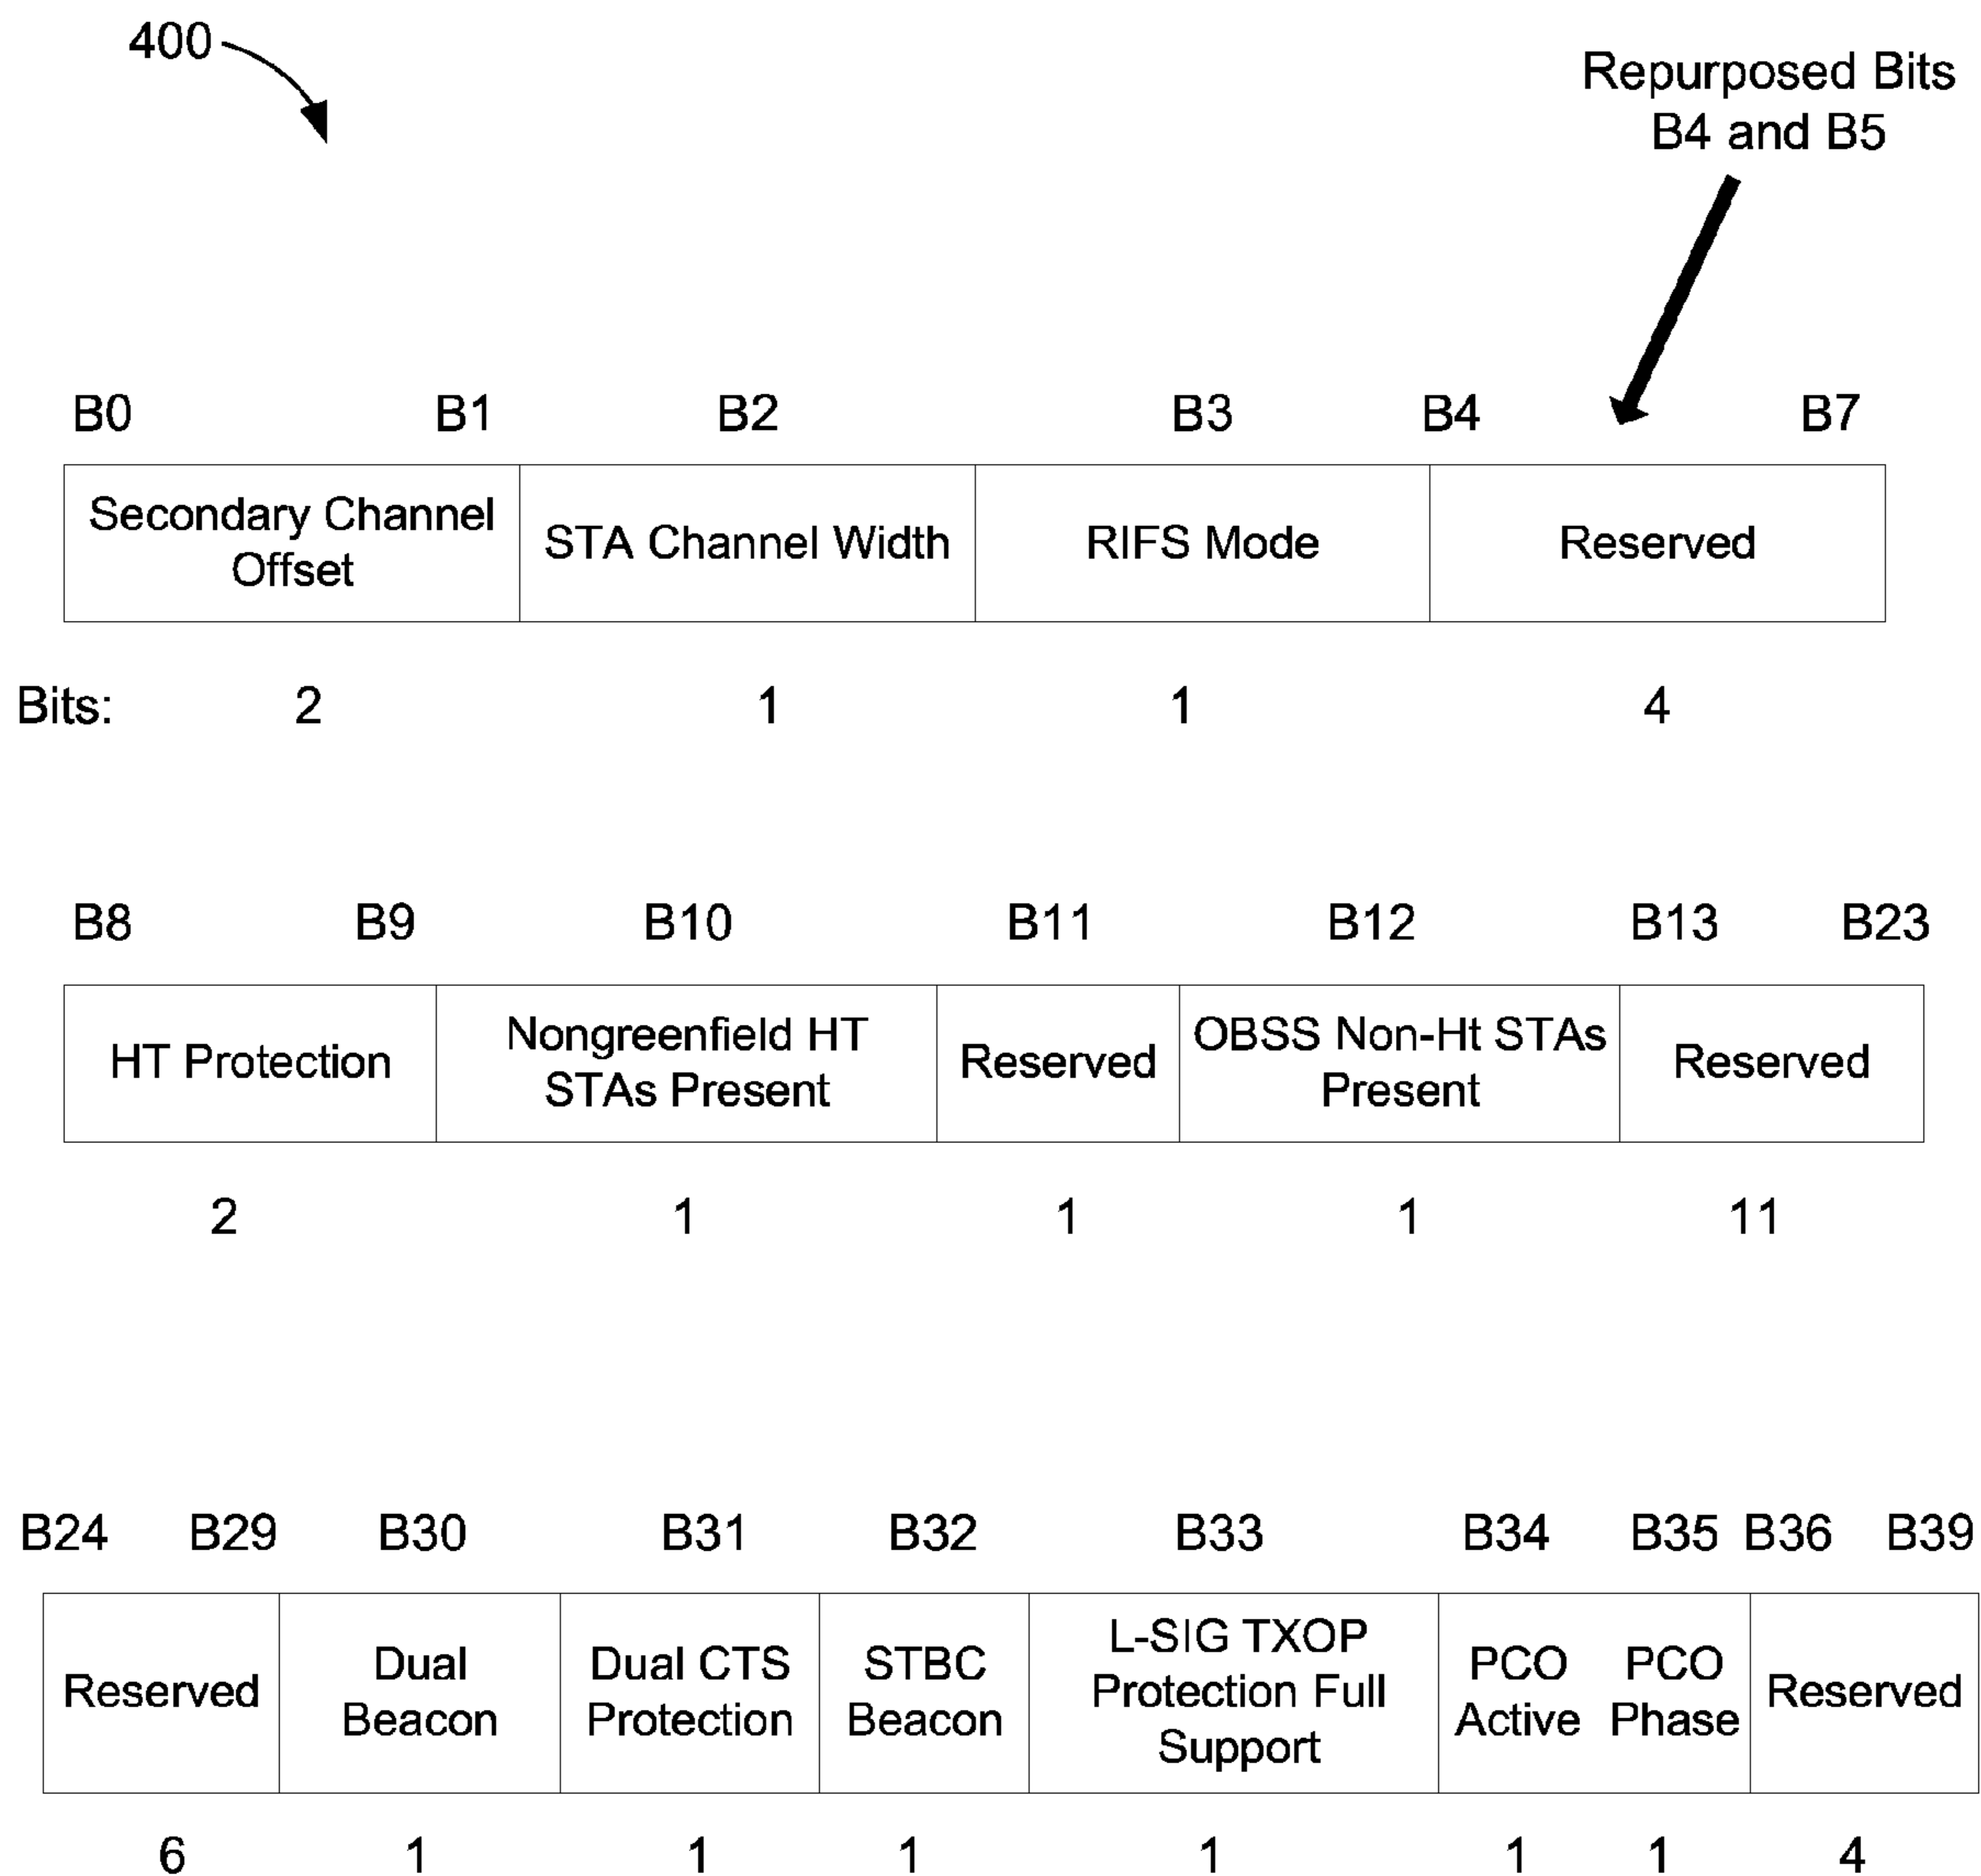 400
Repurposed Bits
B4 and B5
B0 B1 B2 B3 B4 B7
Secondary Channel
Offset
STA Channel Width
RIFS Mode
Reserved
Bits: 2 1 1 4
B8 B9 B10 B11 B12 B13 B23
HT Protection
Nongreenfield HT
STAs Present
Reserved
OBSS Non-Ht STAs
Present
Reserved
2 1 1 1 11
B24 B29 B30 B31 B32 B33 B34 B35 B36 B39
Reserved
Dual
Beacon
Dual CTS
Protection
STBC
Beacon
L-SIG TXOP
Protection Full
Support
PCO
Active
PCO
Phase
Reserved
6 1 1 1 1 1 1 4